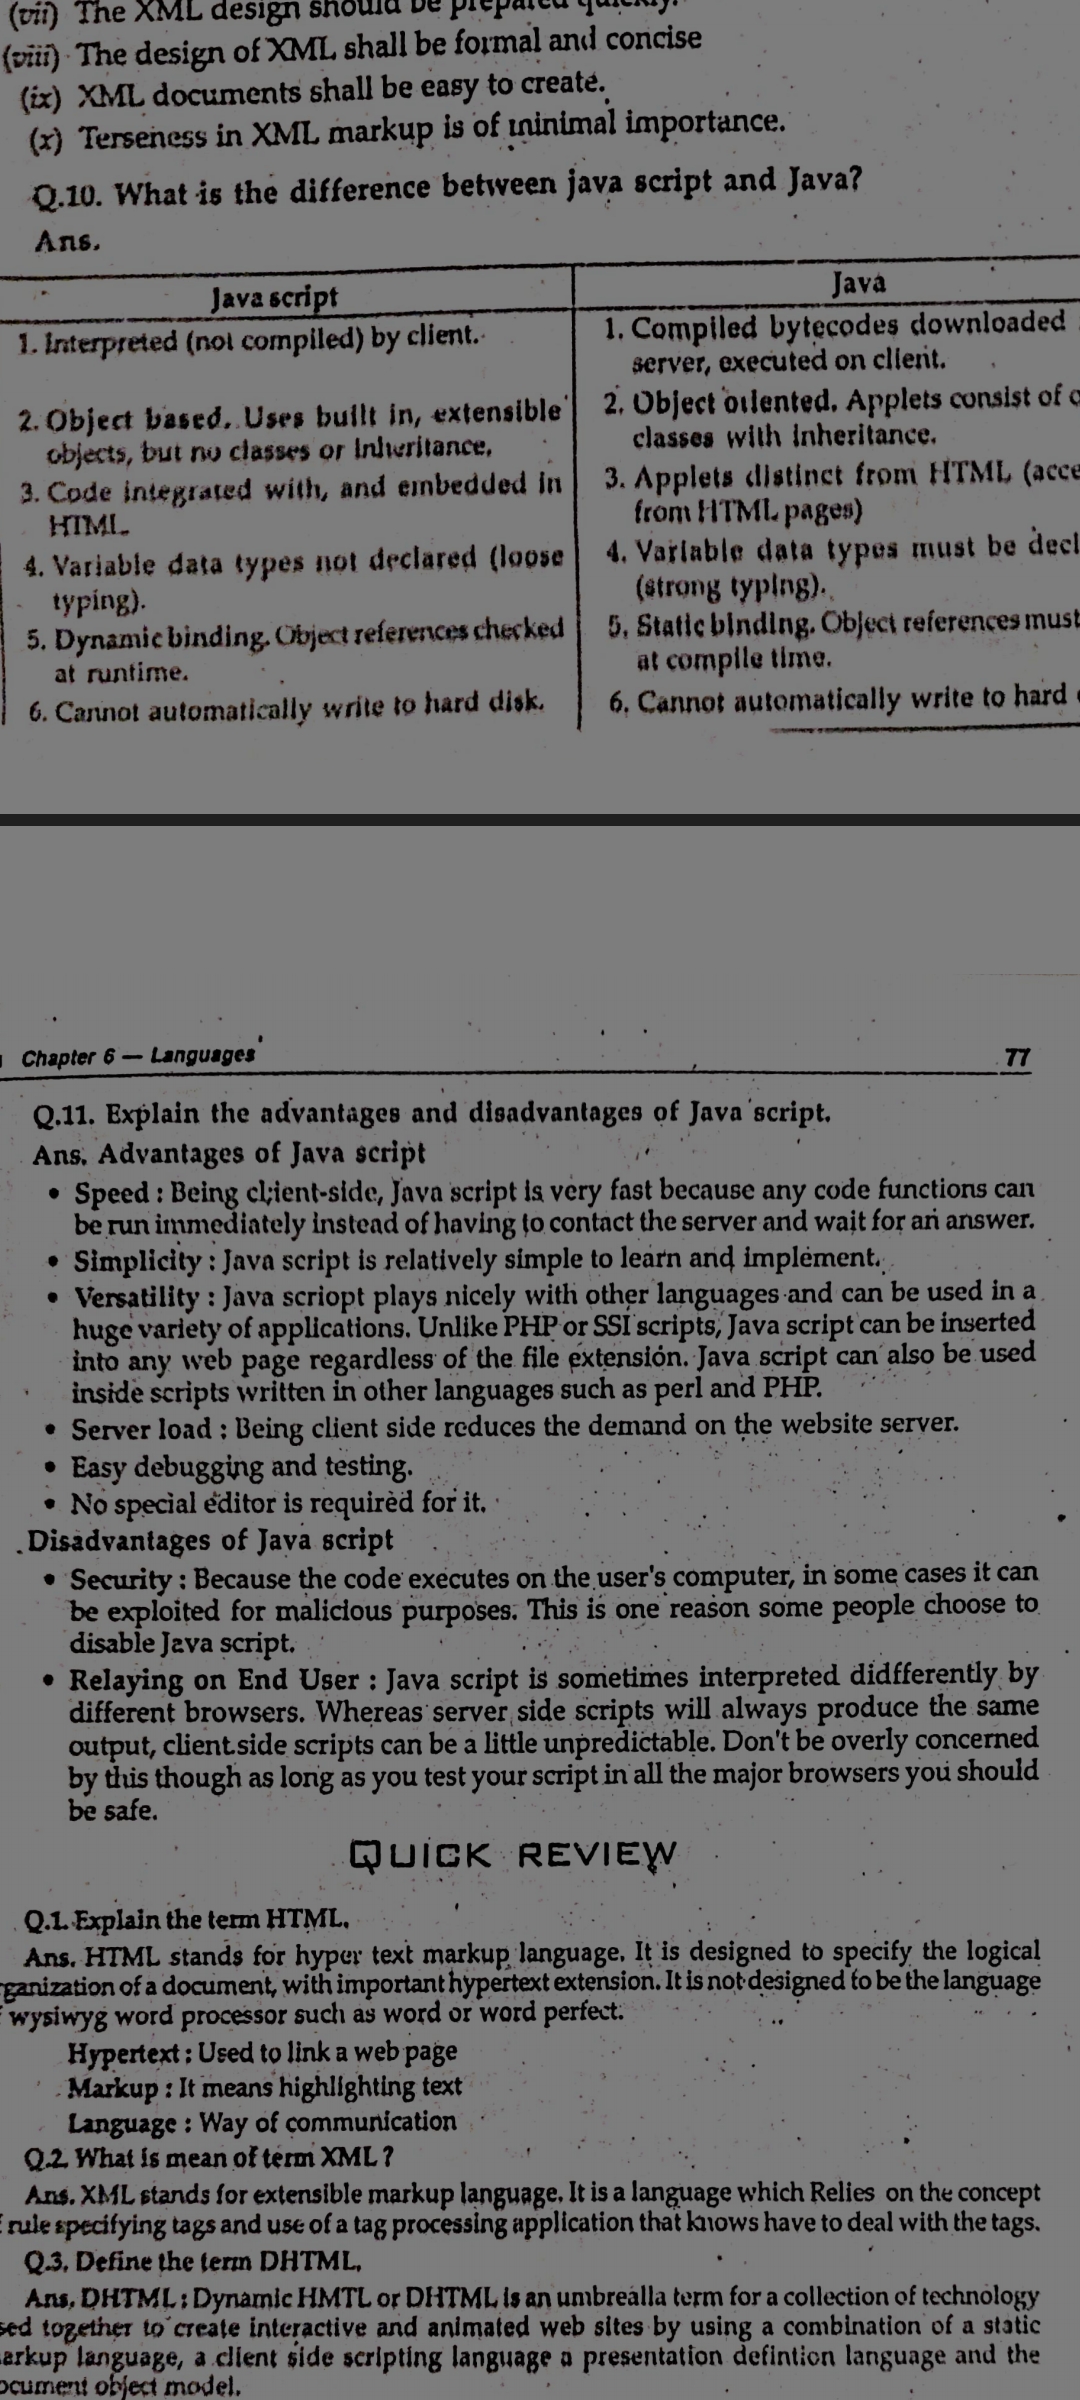 (vii) The XML design should be prepared quickly.
(viii) The design of XML shall be formal and concise
(ix) XML documents shall be easy to create.
(x) Terseness in XML markup is of minimal importance.
Q.10. What is the difference between java script and Java?
Ans.
Java script
1. Interpreted (not compiled) by client.
2. Object based. Uses built in, extensible
objects, but no classes or inheritance.
3. Code integrated with, and embedded in
HTML
4. Variable data types not declared (loose
typing).
5. Dynamic binding. Object references checked
at runtime.
6. Cannot automatically write to hard disk.
Java
1. Compiled bytecodes downloaded
server, executed on client.
2. Object oriented. Applets consist of
classes with inheritance.
3. Applets distinct from HTML (acce
from HTML pages)
4. Variable data types must be decl
(strong typing).
5. Static binding. Object references must
at compile time.
6. Cannot automatically write to hard
Chapter 6 — Languages 77
Q.11. Explain the advantages and disadvantages of Java script.
Ans. Advantages of Java script
• Speed : Being client-side, Java script is very fast because any code functions can
be run immediately instead of having to contact the server and wait for an answer.
• Simplicity : Java script is relatively simple to learn and implement.
• Versatility : Java scriopt plays nicely with other languages and can be used in a
huge variety of applications. Unlike PHP or SSI scripts, Java script can be inserted
into any web page regardless of the file extension. Java script can also be used
inside scripts written in other languages such as perl and PHP.
• Server load : Being client side reduces the demand on the website server.
• Easy debugging and testing.
• No special editor is required for it.
Disadvantages of Java script
• Security : Because the code executes on the user's computer, in some cases it can
be exploited for malicious purposes. This is one reason some people choose to
disable Java script.
• Relaying on End User : Java script is sometimes interpreted didfferently by
different browsers. Whereas server side scripts will always produce the same
output, client side scripts can be a little unpredictable. Don't be overly concerned
by this though as long as you test your script in all the major browsers you should
be safe.
QUICK REVIEW
Q.1. Explain the term HTML.
Ans. HTML stands for hyper text markup language. It is designed to specify the logical
rganization of a document, with important hypertext extension. It is not designed to be the language
wysiwyg word processor such as word or word perfect.
Hypertext : Used to link a web page
Markup : It means highlighting text
Language : Way of communication
Q.2. What is mean of term XML ?
Ans. XML stands for extensible markup language. It is a language which Relies on the concept
rule specifying tags and use of a tag processing application that knows have to deal with the tags.
Q.3. Define the term DHTML.
Ans. DHTML : Dynamic HMTL or DHTML is an umbrealla term for a collection of technology
sed together to create interactive and animated web sites by using a combination of a static
arkup language, a client side scripting language a presentation defintion language and the
ocument object model.